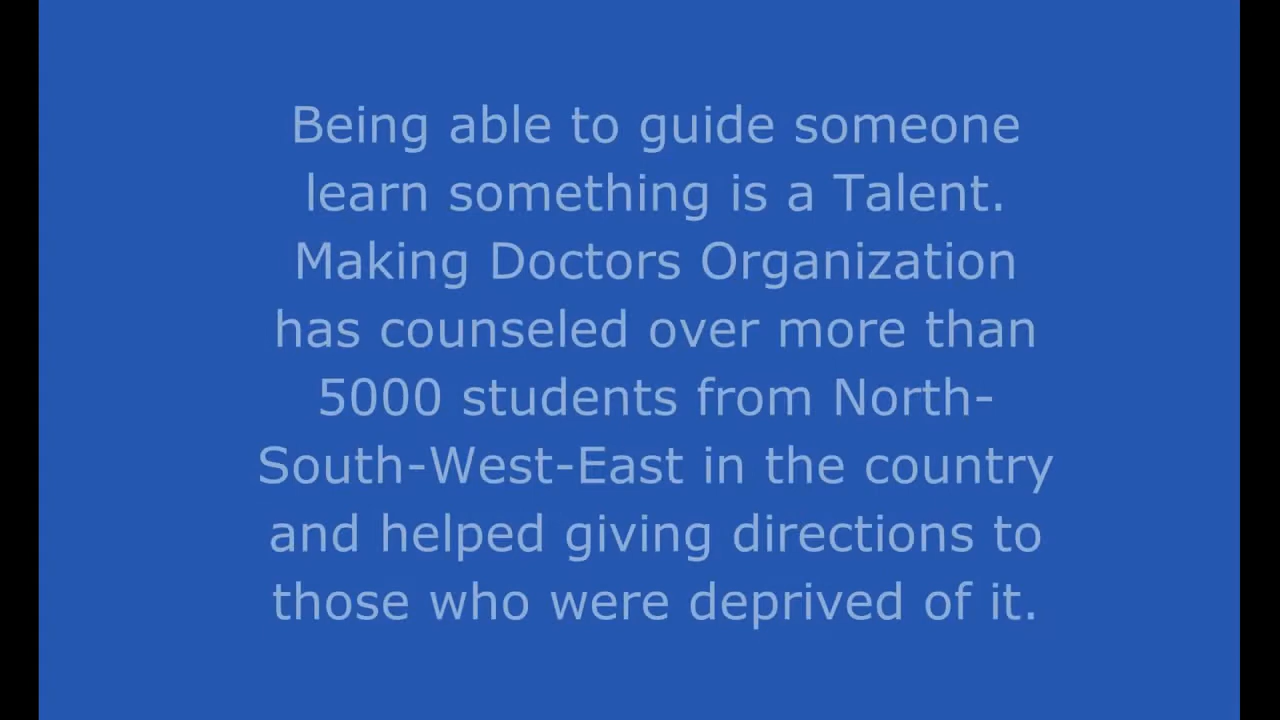 Being able to guide someone
learn something is a Talent.
Making Doctors Organization
has counseled over more than
5000 students from North-
South-West-East in the country
and helped giving directions to
those who were deprived of it.